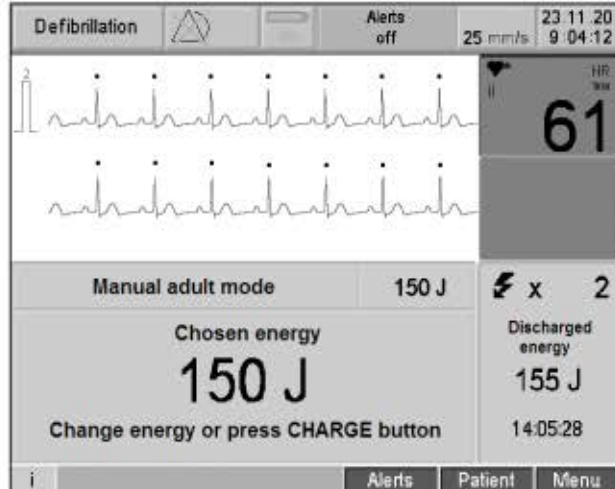 Defibrillation
Alerts
off
25 mm/s
23.11.20
9:04:12
2
HR
II
61
Manual adult mode 150 J
Chosen energy
150 J
Change energy or press CHARGE button
x 2
Discharged
energy
155 J
14:05:28
i Alerts Patient Menu